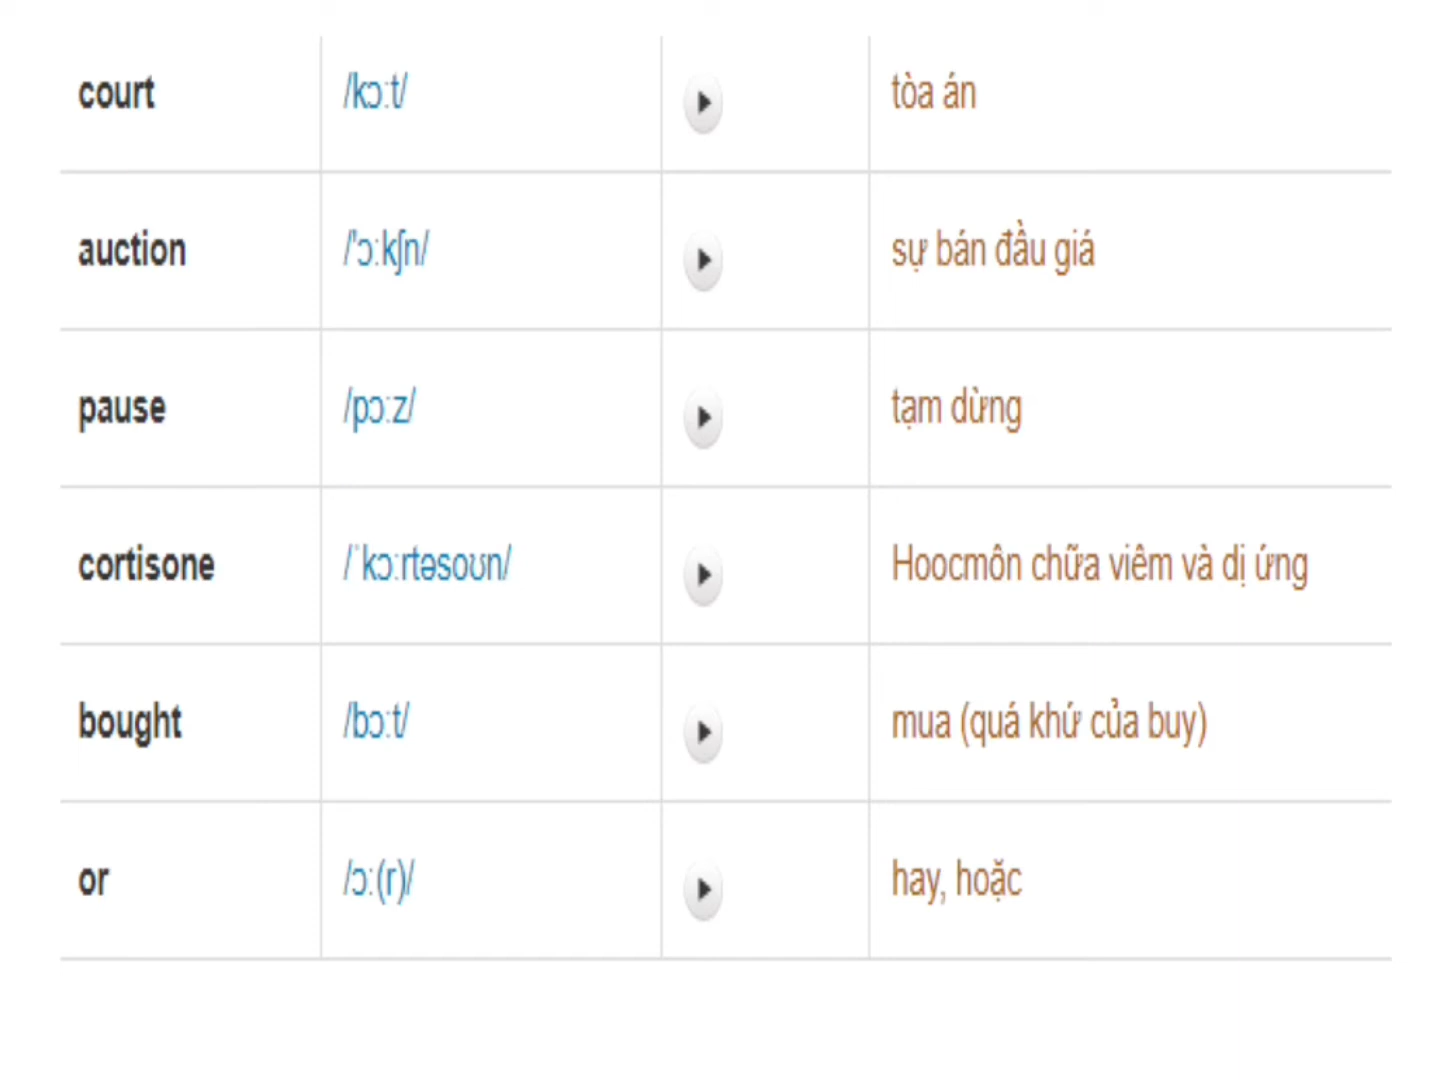 court /kɔːt/ tòa án
auction /'ɔːkʃn/ sự bán đầu giá
pause /pɔːz/ tạm dừng
cortisone /ˈkɔːrtəsoʊn/ Hoocmôn chữa viêm và dị ứng
bought /bɔːt/ mua (quá khứ của buy)
or /ɔː(r)/ hay, hoặc